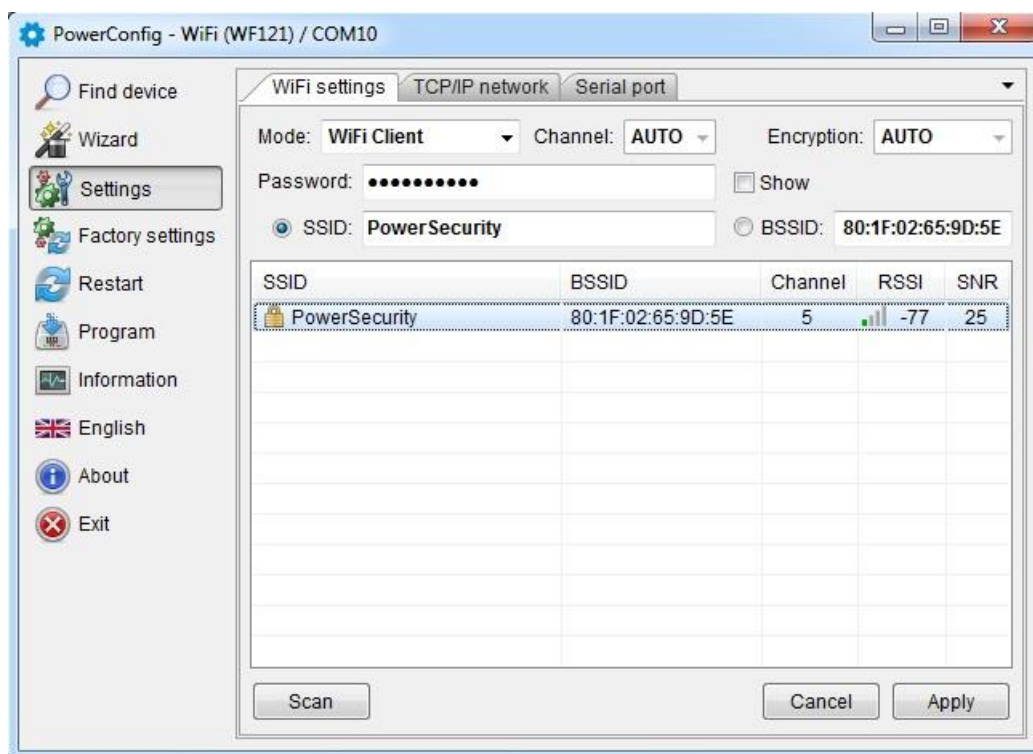 PowerConfig - WiFi (WF121) / COM10
Find device
Wizard
Settings
Factory settings
Restart
Program
Information
English
About
Exit
WiFi settings TCP/IP network Serial port
Mode: WiFi Client Channel: AUTO Encryption: AUTO
Password: •••••••••• Show
SSID: PowerSecurity BSSID: 80:1F:02:65:9D:5E
SSID BSSID Channel RSSI SNR
PowerSecurity 80:1F:02:65:9D:5E 5 -77 25
Scan Cancel Apply